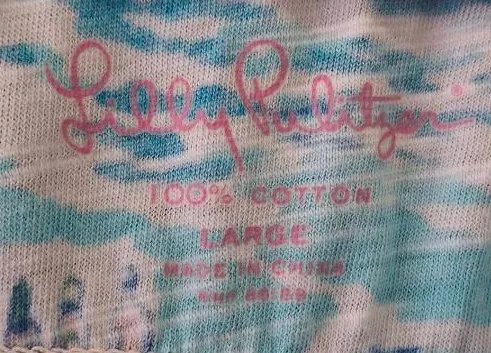 Lilly Pulitzer®
100% COTTON
LARGE
MADE IN CHINA